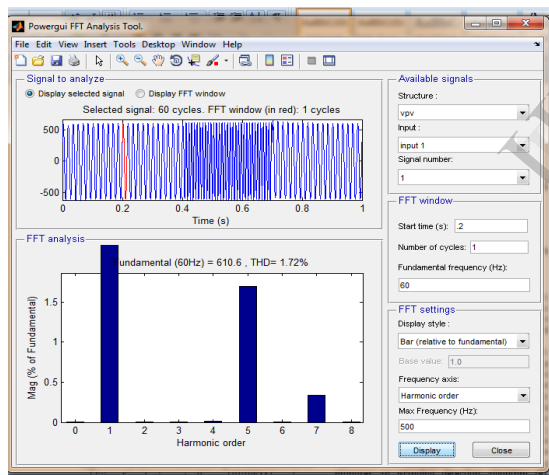 Powergui FFT Analysis Tool.
File Edit View Insert Tools Desktop Window Help
Signal to analyze
Display selected signal Display FFT window
Selected signal: 60 cycles. FFT window (in red): 1 cycles
500
0
-500
0 0.2 0.4 0.6 0.8 1
Time (s)
FFT analysis
undamental (60Hz) = 610.6 , THD= 1.72%
Mag (% of Fundamental)
1.5
1
0.5
0
0 1 2 3 4 5 6 7 8
Harmonic order
Available signals
Structure :
vpv
Input :
input 1
Signal number:
1
FFT window
Start time (s): .2
Number of cycles: 1
Fundamental frequency (Hz):
60
FFT settings
Display style :
Bar (relative to fundamental)
Base value: 1.0
Frequency axis:
Harmonic order
Max Frequency (Hz):
500
Display Close